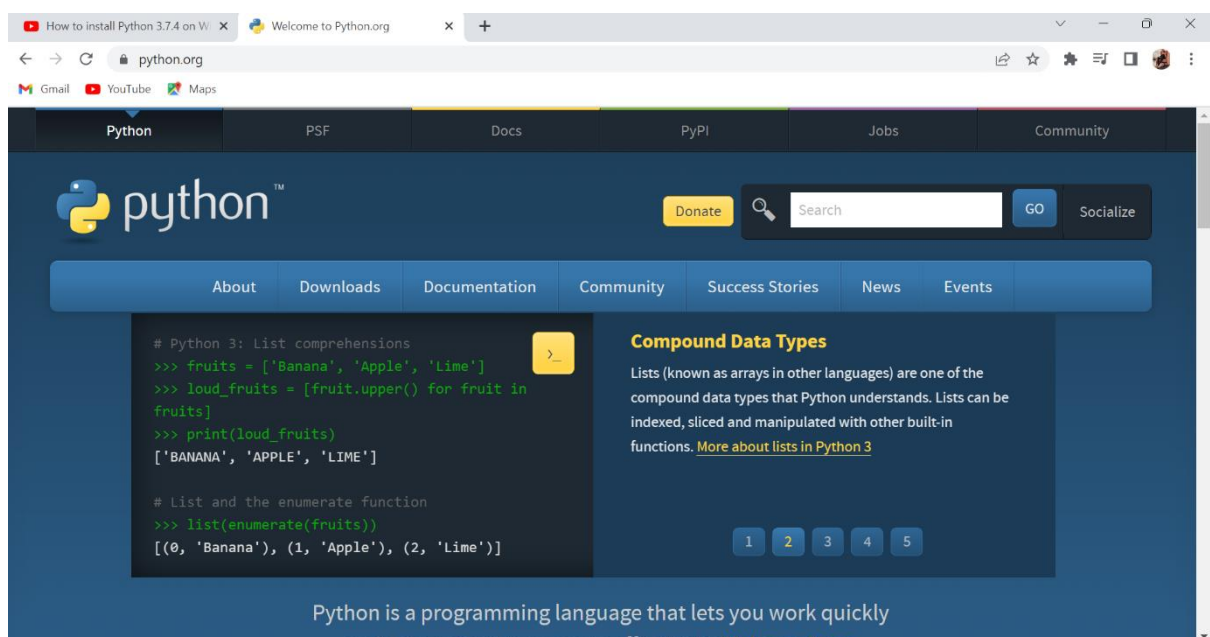 How to install Python 3.7.4 on Wi
Welcome to Python.org
python.org
Gmail YouTube Maps
Python PSF Docs PyPI Jobs Community
python™
Donate Search GO Socialize
About Downloads Documentation Community Success Stories News Events
# Python 3: List comprehensions
>>> fruits = ['Banana', 'Apple', 'Lime']
>>> loud_fruits = [fruit.upper() for fruit in
fruits]
>>> print(loud_fruits)
['BANANA', 'APPLE', 'LIME']
# List and the enumerate function
>>> list(enumerate(fruits))
[(0, 'Banana'), (1, 'Apple'), (2, 'Lime')]
>_
Compound Data Types
Lists (known as arrays in other languages) are one of the
compound data types that Python understands. Lists can be
indexed, sliced and manipulated with other built-in
functions. More about lists in Python 3
1 2 3 4 5
Python is a programming language that lets you work quickly